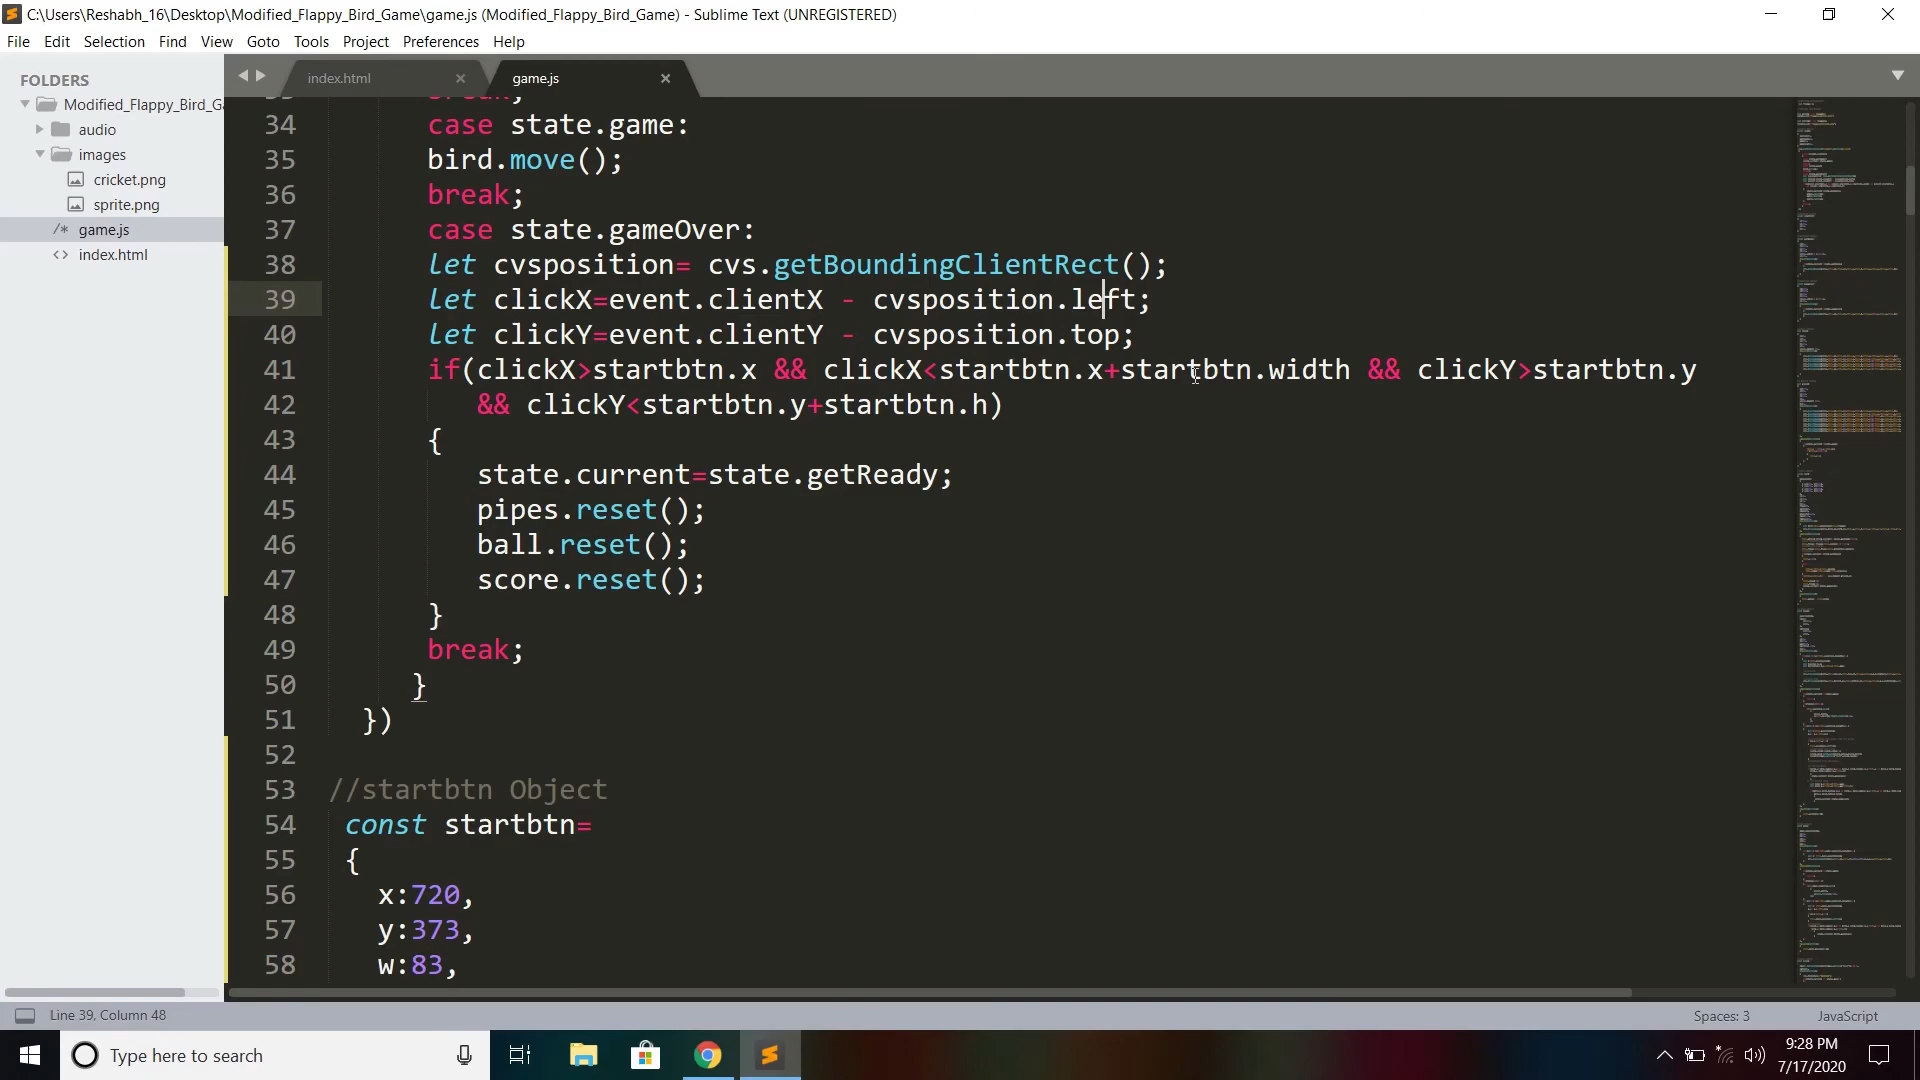 C:\Users\Reshabh_16\Desktop\Modified_Flappy_Bird_Game\game.js (Modified_Flappy_Bird_Game) - Sublime Text (UNREGISTERED)
File Edit Selection Find View Goto Tools Project Preferences Help
FOLDERS
Modified_Flappy_Bird_G
audio
images
cricket.png
sprite.png
/* game.js
<> index.html
index.html
game.js
34 case state.game:
35 bird.move();
36 break;
37 case state.gameOver:
38 let cvsposition= cvs.getBoundingClientRect();
39 let clickX=event.clientX - cvsposition.left;
40 let clickY=event.clientY - cvsposition.top;
41 if(clickX>startbtn.x && clickX<startbtn.x+startbtn.width && clickY>startbtn.y
42 && clickY<startbtn.y+startbtn.h)
43 {
44 state.current=state.getReady;
45 pipes.reset();
46 ball.reset();
47 score.reset();
48 }
49 break;
50 }
51 })
52
53 //startbtn Object
54 const startbtn=
55 {
56 x:720,
57 y:373,
58 w:83,
Line 39, Column 48
Spaces: 3
JavaScript
Type here to search
9:28 PM
7/17/2020